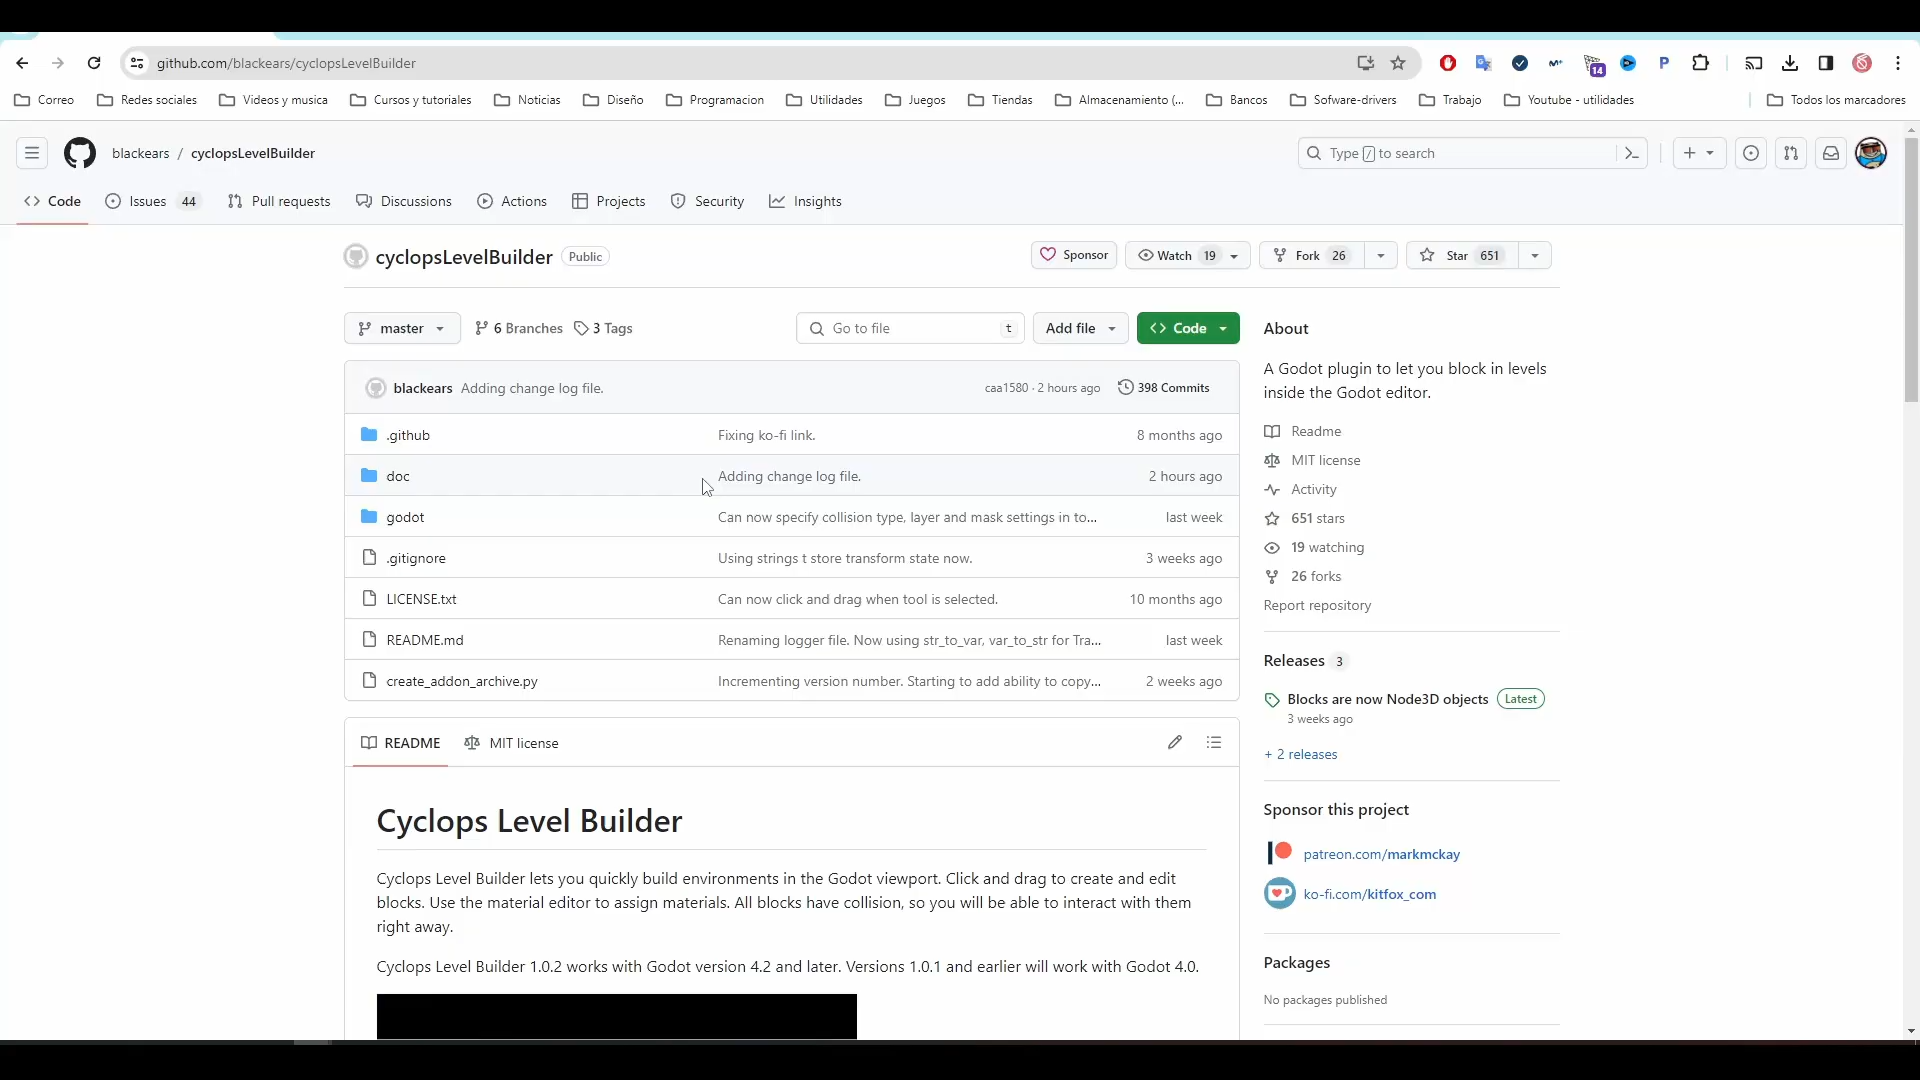 github.com/blackears/cyclopsLevelBuilder
14
Correo Redes sociales Videos y musica Cursos y tutoriales Noticias Diseño Programacion Utilidades Juegos Tiendas Almacenamiento (... Bancos Sofware-drivers Trabajo Youtube - utilidades Todos los marcadores
blackears / cyclopsLevelBuilder
Type / to search
Code Issues 44 Pull requests Discussions Actions Projects Security Insights
cyclopsLevelBuilder Public
Sponsor Watch 19 Fork 26 Star 651
master 6 Branches 3 Tags Go to file t Add file Code
blackears Adding change log file. caa1580 · 2 hours ago 398 Commits
.github Fixing ko-fi link. 8 months ago
doc Adding change log file. 2 hours ago
godot Can now specify collision type, layer and mask settings in to... last week
.gitignore Using strings t store transform state now. 3 weeks ago
LICENSE.txt Can now click and drag when tool is selected. 10 months ago
README.md Renaming logger file. Now using str_to_var, var_to_str for Tra... last week
create_addon_archive.py Incrementing version number. Starting to add ability to copy... 2 weeks ago
README MIT license
Cyclops Level Builder
Cyclops Level Builder lets you quickly build environments in the Godot viewport. Click and drag to create and edit
blocks. Use the material editor to assign materials. All blocks have collision, so you will be able to interact with them
right away.
Cyclops Level Builder 1.0.2 works with Godot version 4.2 and later. Versions 1.0.1 and earlier will work with Godot 4.0.
About
A Godot plugin to let you block in levels
inside the Godot editor.
Readme
MIT license
Activity
651 stars
19 watching
26 forks
Report repository
Releases 3
Blocks are now Node3D objects Latest
3 weeks ago
+ 2 releases
Sponsor this project
patreon.com/markmckay
ko-fi.com/kitfox_com
Packages
No packages published